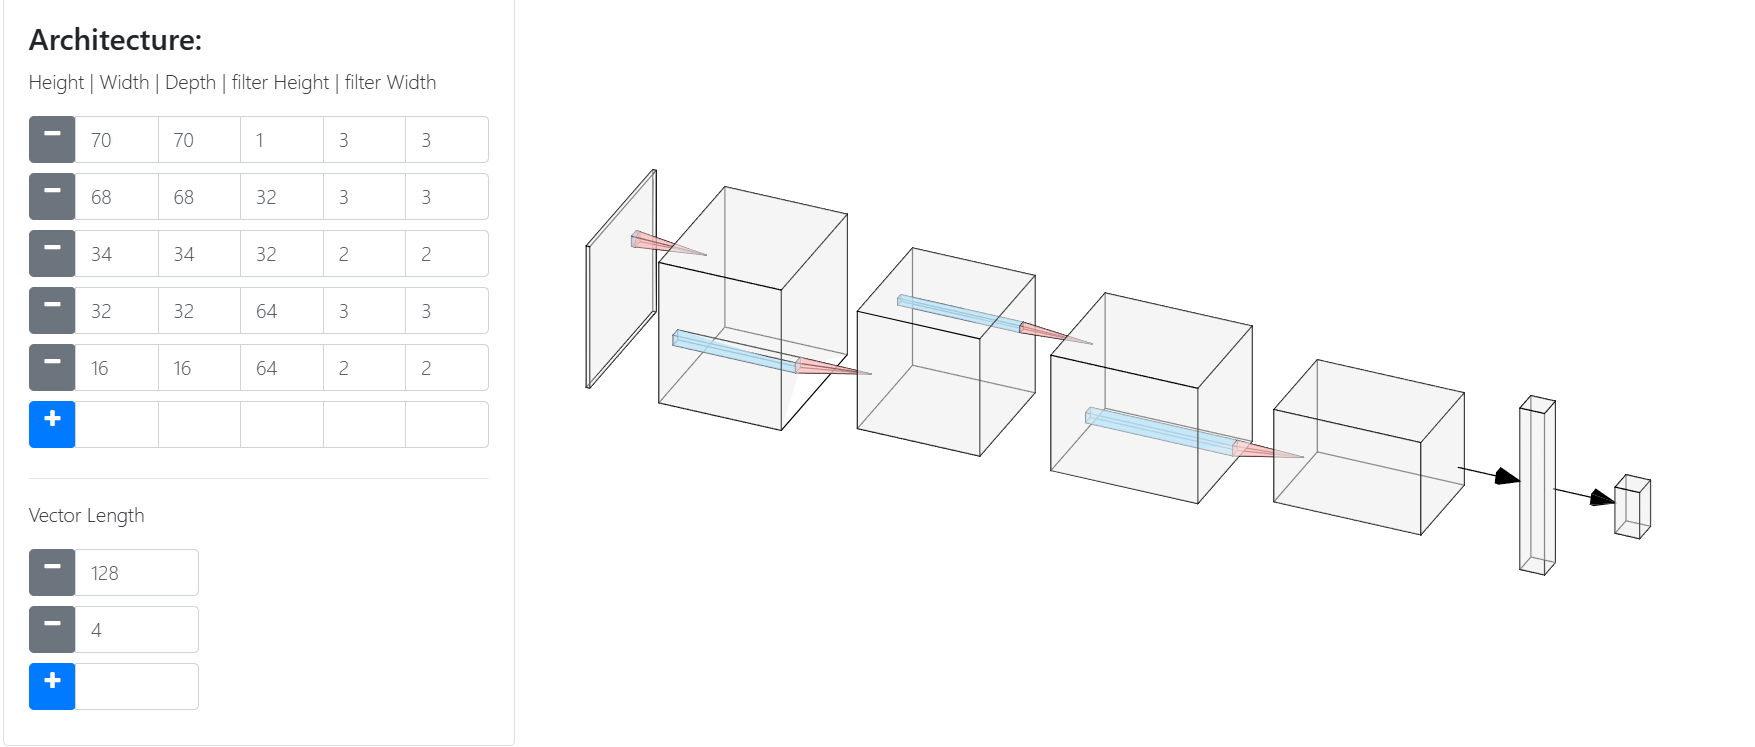 Architecture:
Height | Width | Depth | filter Height | filter Width
− 70 70 1 3 3
− 68 68 32 3 3
− 34 34 32 2 2
− 32 32 64 3 3
− 16 16 64 2 2
+
Vector Length
− 128
− 4
+